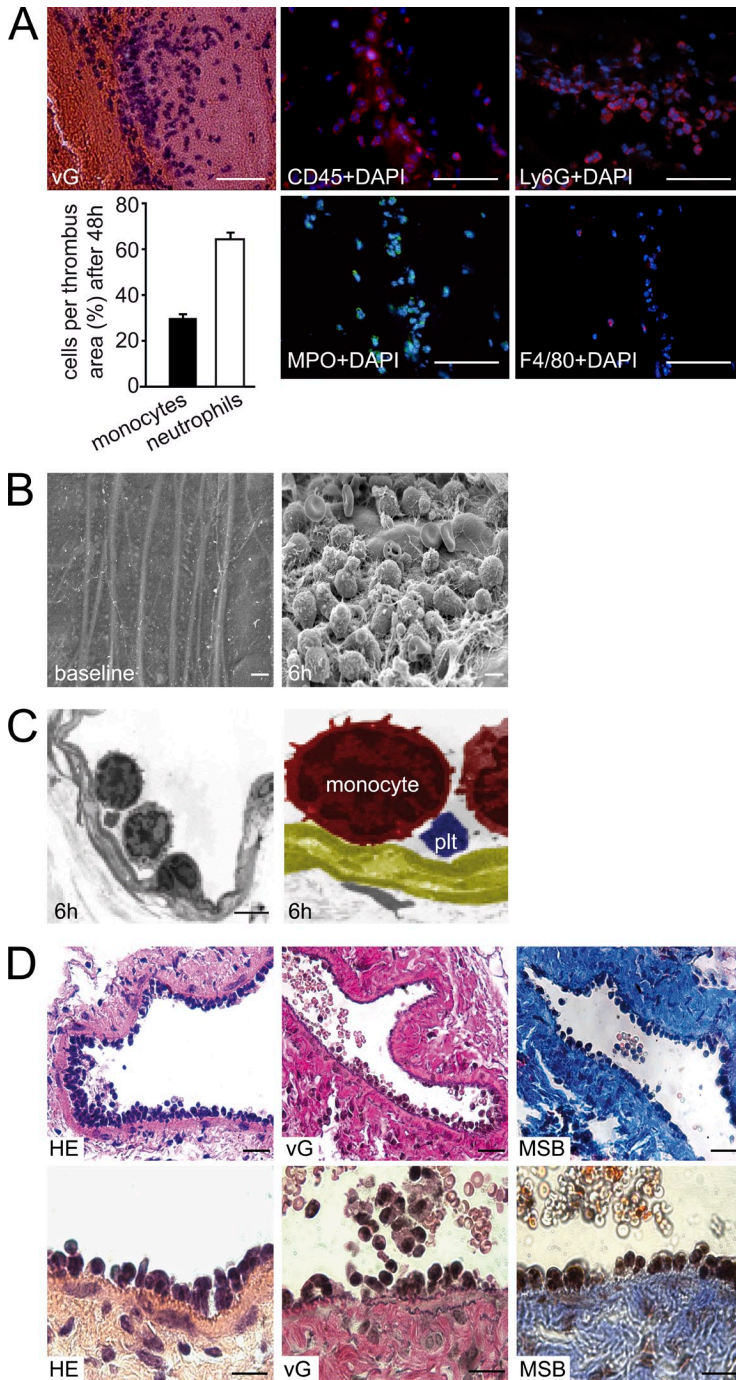 A
vG
CD45+DAPI
Ly6G+DAPI
cells per thrombus
area (%) after 48h
80
60
40
20
0
monocytes
neutrophils
MPO+DAPI
F4/80+DAPI
B
baseline
6h
C
6h
monocyte
plt
6h
D
HE
vG
MSB
HE
vG
MSB